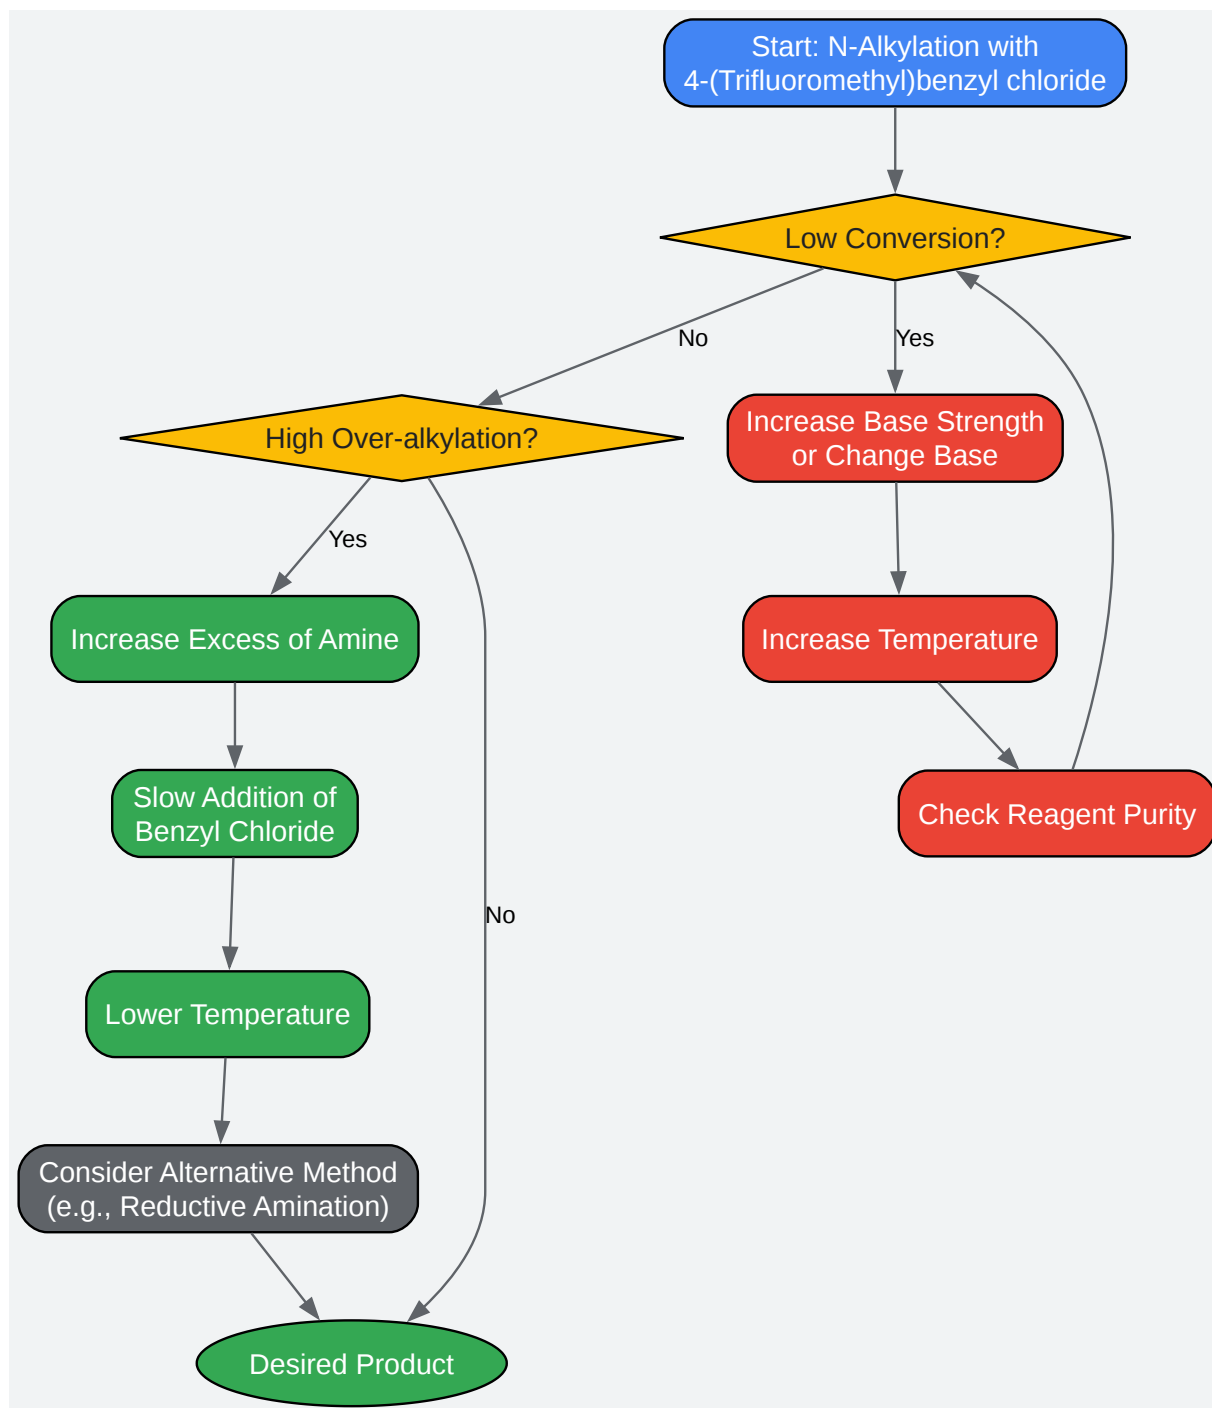 Start: N-Alkylation with
4-(Trifluoromethyl)benzyl chloride
Low Conversion?
No
Yes
High Over-alkylation?
Increase Base Strength
or Change Base
Yes
Increase Excess of Amine
Increase Temperature
Slow Addition of
Benzyl Chloride
Check Reagent Purity
No
Lower Temperature
Consider Alternative Method
(e.g., Reductive Amination)
Desired Product